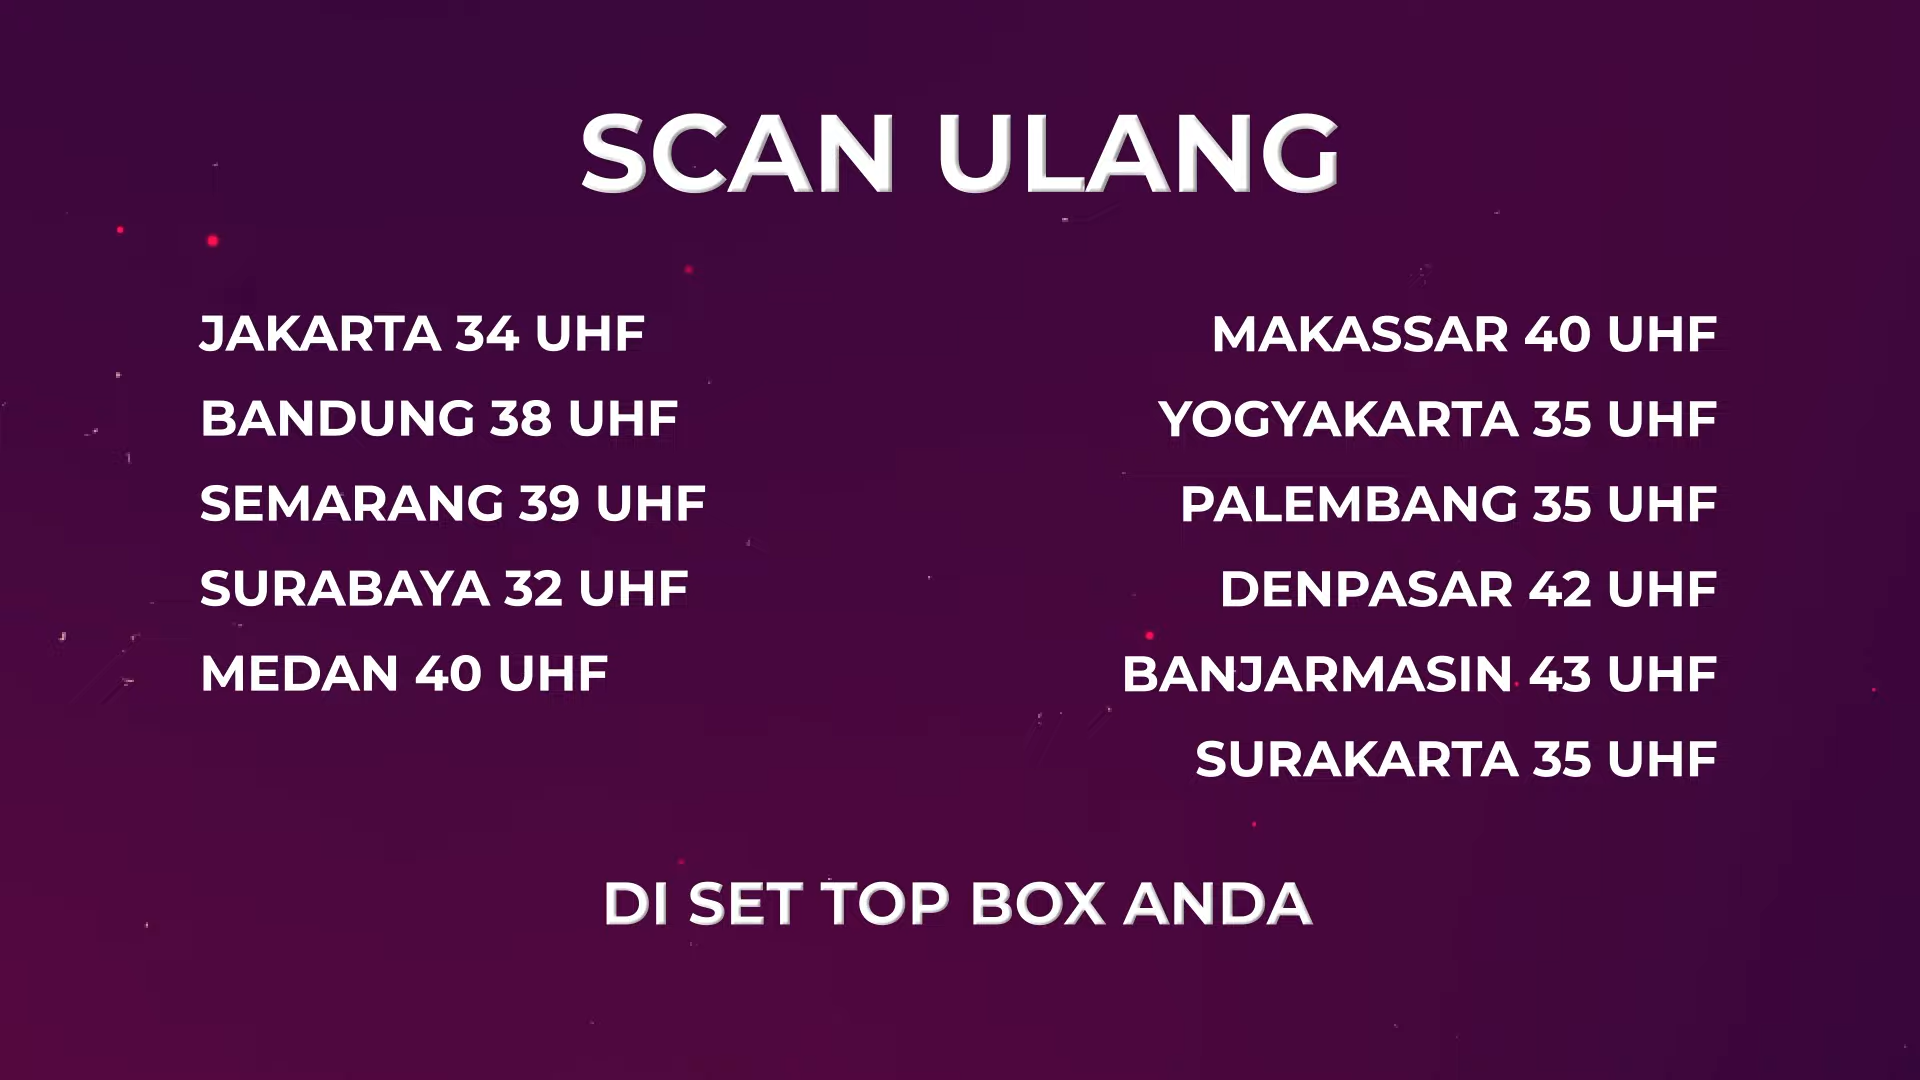 SCAN ULANG
JAKARTA 34 UHF
BANDUNG 38 UHF
SEMARANG 39 UHF
SURABAYA 32 UHF
MEDAN 40 UHF
MAKASSAR 40 UHF
YOGYAKARTA 35 UHF
PALEMBANG 35 UHF
DENPASAR 42 UHF
BANJARMASIN 43 UHF
SURAKARTA 35 UHF
DI SET TOP BOX ANDA